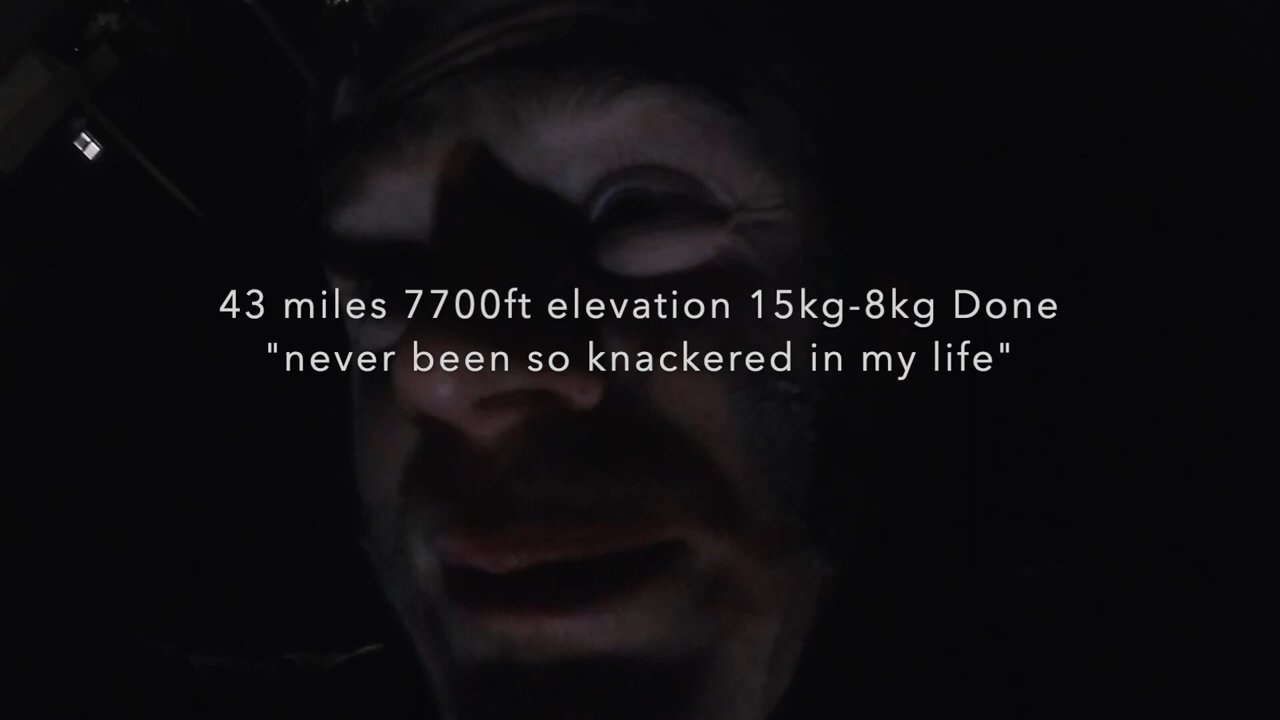 43 miles 7700ft elevation 15kg-8kg Done
"never been so knackered in my life"